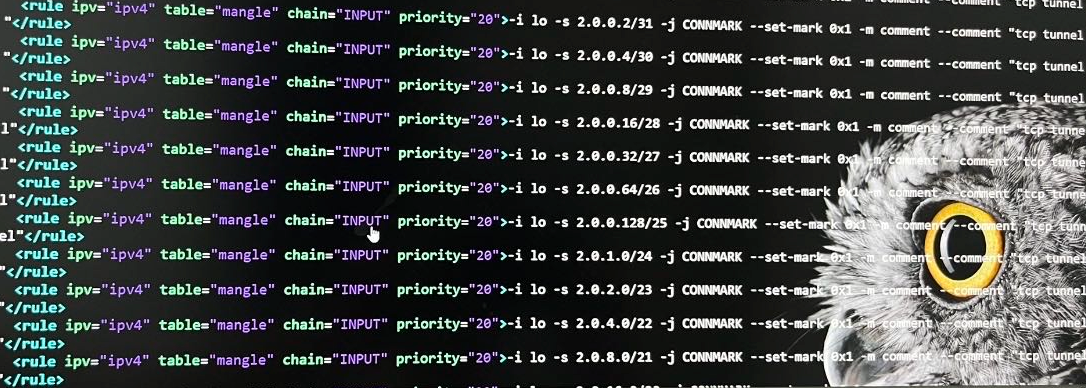 <rule ipv="ipv4" table="mangle" chain="INPUT" priority="20">-i lo -s 2.0.0.2/31 -j CONNMARK --set-mark 0x1 -m comment --comment "tcp tunnel
"</rule>
<rule ipv="ipv4" table="mangle" chain="INPUT" priority="20">-i lo -s 2.0.0.4/30 -j CONNMARK --set-mark 0x1 -m comment --comment "tcp tunnel
"</rule>
<rule ipv="ipv4" table="mangle" chain="INPUT" priority="20">-i lo -s 2.0.0.8/29 -j CONNMARK --set-mark 0x1 -m comment --comment "tcp tunnel
"</rule>
<rule ipv="ipv4" table="mangle" chain="INPUT" priority="20">-i lo -s 2.0.0.16/28 -j CONNMARK --set-mark 0x1 -m comment --comment "tcp tunne
l"</rule>
<rule ipv="ipv4" table="mangle" chain="INPUT" priority="20">-i lo -s 2.0.0.32/27 -j CONNMARK --set-mark 0x1 -m comment --comment "tcp tunne
l"</rule>
<rule ipv="ipv4" table="mangle" chain="INPUT" priority="20">-i lo -s 2.0.0.64/26 -j CONNMARK --set-mark 0x1 -m comment --comment "tcp tunne
l"</rule>
<rule ipv="ipv4" table="mangle" chain="INPUT" priority="20">-i lo -s 2.0.0.128/25 -j CONNMARK --set-mark 0x1 -m comment --comment "tcp tunn
el"</rule>
<rule ipv="ipv4" table="mangle" chain="INPUT" priority="20">-i lo -s 2.0.1.0/24 -j CONNMARK --set-mark 0x1 -m comment --comment "tcp tunnel
"</rule>
<rule ipv="ipv4" table="mangle" chain="INPUT" priority="20">-i lo -s 2.0.2.0/23 -j CONNMARK --set-mark 0x1 -m comment --comment "tcp tunnel
"</rule>
<rule ipv="ipv4" table="mangle" chain="INPUT" priority="20">-i lo -s 2.0.4.0/22 -j CONNMARK --set-mark 0x1 -m comment --comment "tcp tunnel
"</rule>
<rule ipv="ipv4" table="mangle" chain="INPUT" priority="20">-i lo -s 2.0.8.0/21 -j CONNMARK --set-mark 0x1 -m comment --comment "tcp tunnel
"</rule>